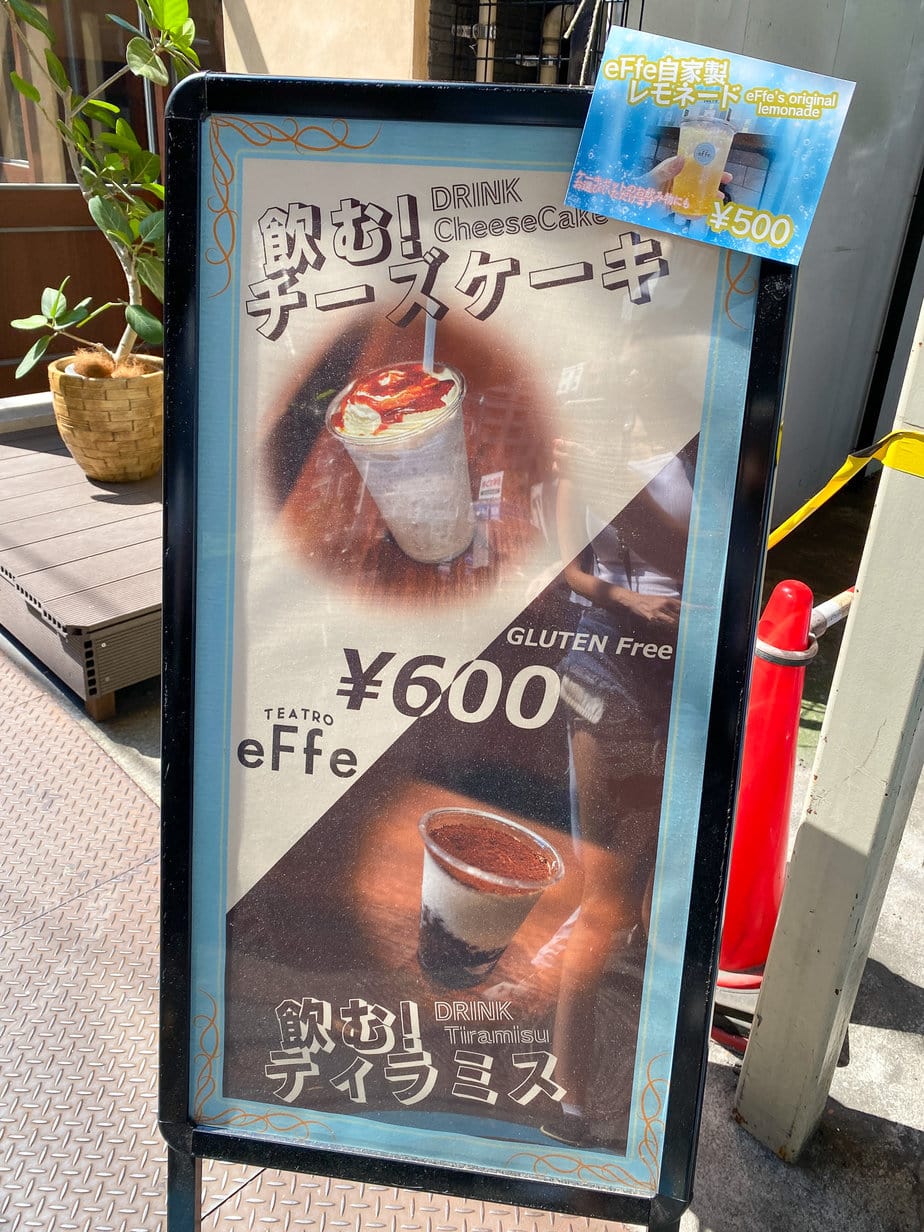 eFfe自家製
レモネード
eFfe's original
lemonade
effe
¥500
飲む!
DRINK
CheeseCake
チーズケーキ
GLUTEN Free
¥600
TEATRO
eFfe
飲む!
DRINK
Tiramisu
ティラミス